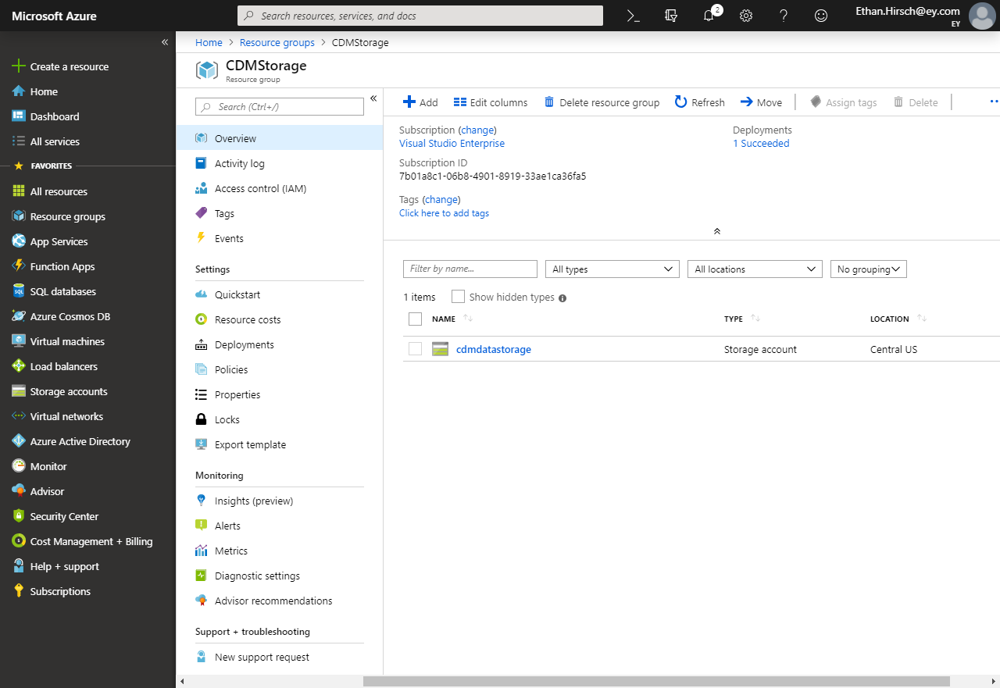 Microsoft Azure
Search resources, services, and docs
2
Ethan.Hirsch@ey.com
EY
Create a resource
Home
Dashboard
All services
FAVORITES
All resources
Resource groups
App Services
Function Apps
SQL databases
Azure Cosmos DB
Virtual machines
Load balancers
Storage accounts
Virtual networks
Azure Active Directory
Monitor
Advisor
Security Center
Cost Management + Billing
Help + support
Subscriptions
Home > Resource groups > CDMStorage
CDMStorage
Resource group
Search (Ctrl+/)
Overview
Activity log
Access control (IAM)
Tags
Events
Settings
Quickstart
Resource costs
Deployments
Policies
Properties
Locks
Export template
Monitoring
Insights (preview)
Alerts
Metrics
Diagnostic settings
Advisor recommendations
Support + troubleshooting
New support request
Add Edit columns Delete resource group Refresh Move Assign tags Delete
Subscription (change)
Visual Studio Enterprise
Subscription ID
7b01a8c1-06b8-4901-8919-33ae1ca36fa5
Tags (change)
Click here to add tags
Deployments
1 Succeeded
Filter by name... All types All locations No grouping
1 items Show hidden types
NAME TYPE LOCATION
cdmdatastorage Storage account Central US